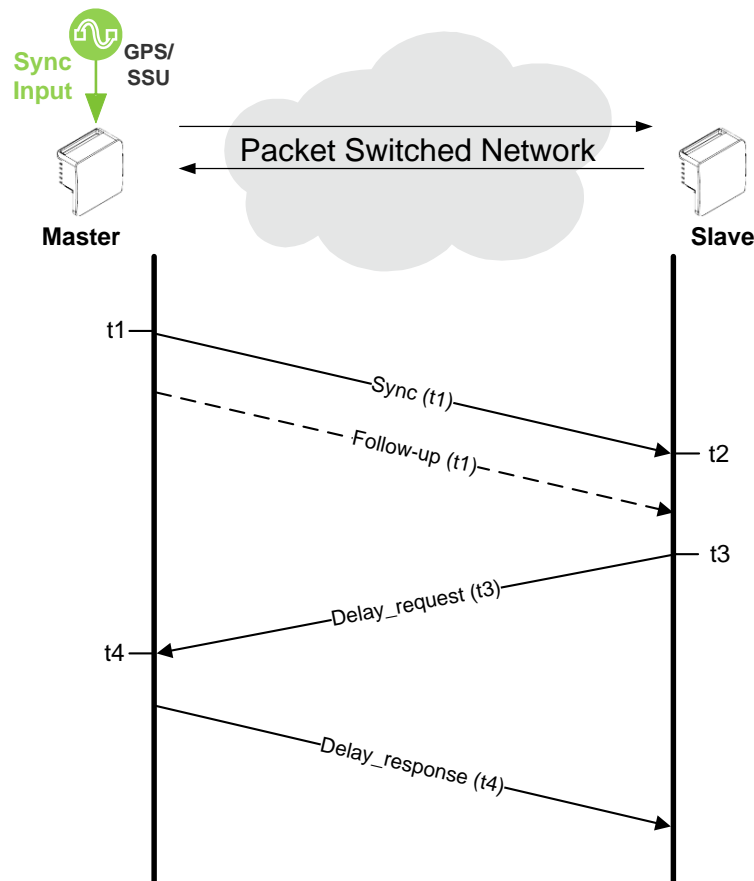 GPS/
SSU
Sync
Input
Packet Switched Network
Master
Slave
t1
Sync (t1)
Follow-up (t1)
t2
t3
Delay_request (t3)
t4
Delay_response (t4)